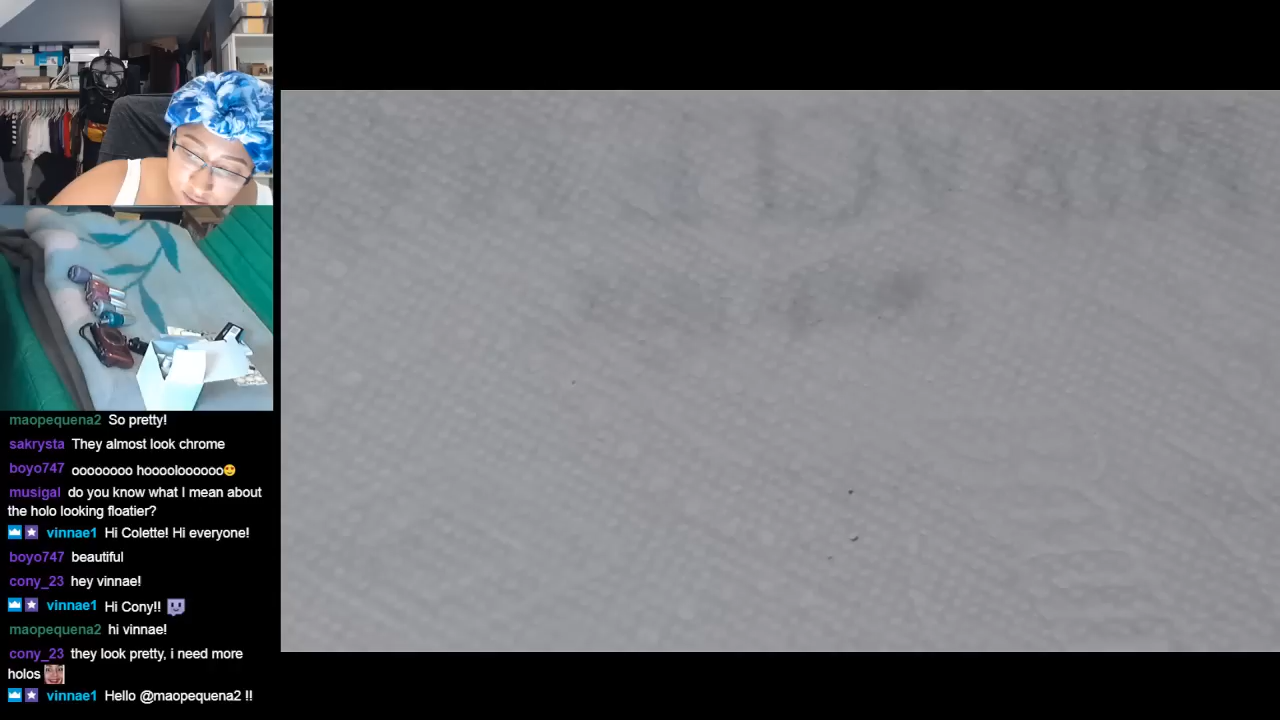 maopequena2 So pretty!
sakrysta They almost look chrome
boyo747 oooooooo hooooloooooo
musigal do you know what I mean about
the holo looking floatier?
vinnae1 Hi Colette! Hi everyone!
boyo747 beautiful
cony_23 hey vinnae!
vinnae1 Hi Cony!!
maopequena2 hi vinnae!
cony_23 they look pretty, i need more
holos
vinnae1 Hello @maopequena2 !!